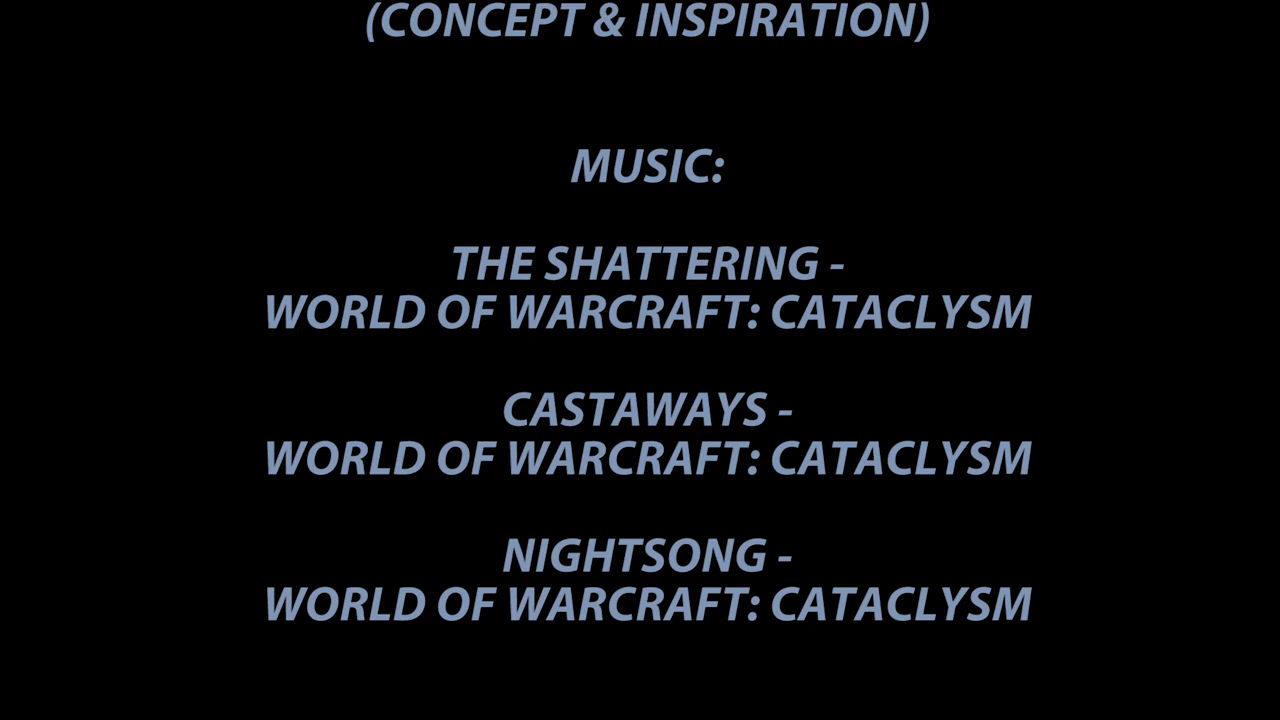 (CONCEPT & INSPIRATION)
MUSIC:
THE SHATTERING -
WORLD OF WARCRAFT: CATACLYSM
CASTAWAYS -
WORLD OF WARCRAFT: CATACLYSM
NIGHTSONG -
WORLD OF WARCRAFT: CATACLYSM